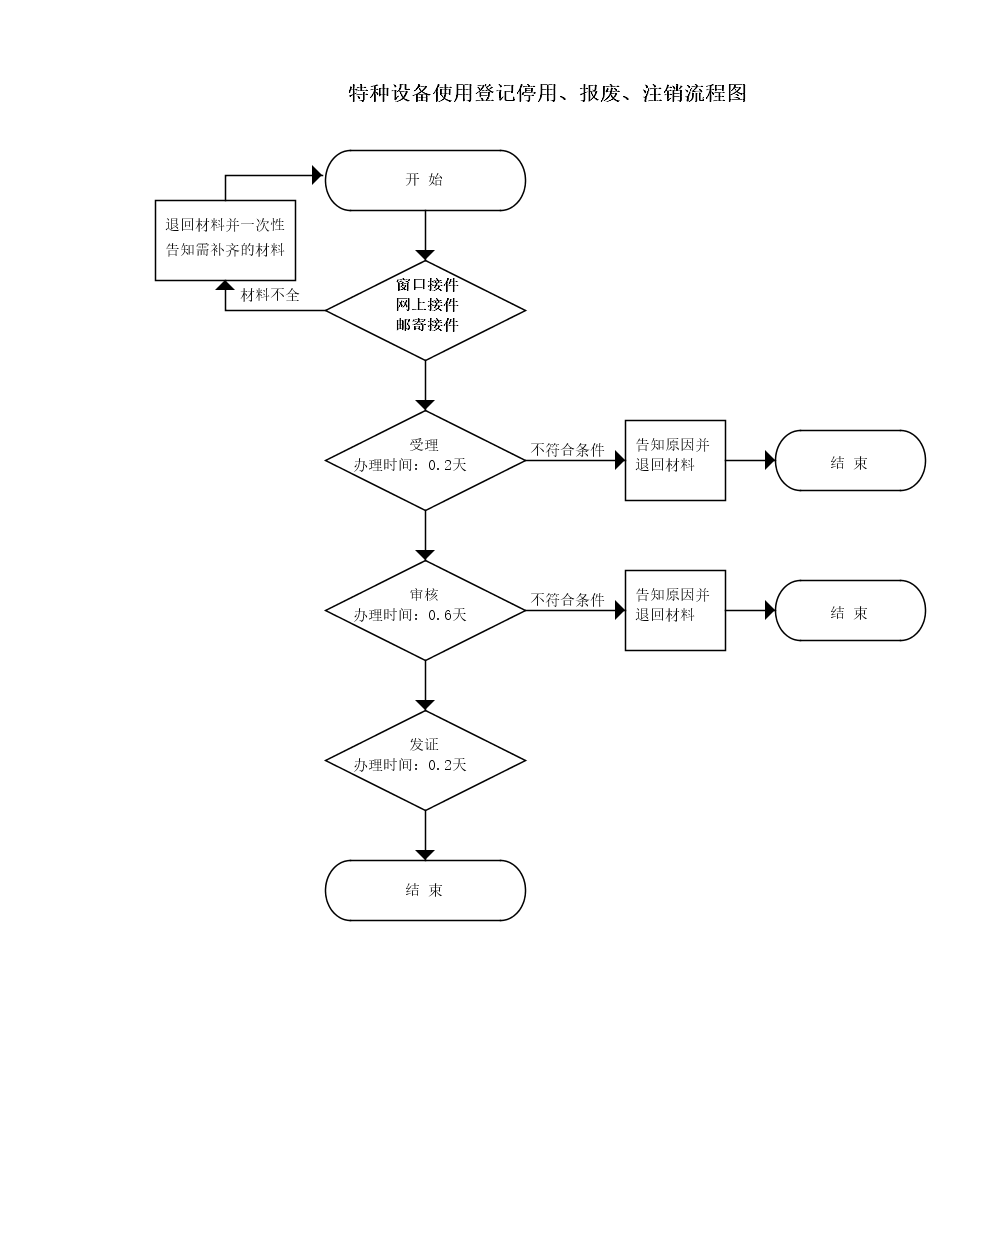 特种设备使用登记停用、报废、注销流程图
开 始
退回材料并一次性
告知需补齐的材料
材料不全
窗口接件
网上接件
邮寄接件
受理
办理时间：0.2天
不符合条件
告知原因并
退回材料
结 束
审核
办理时间：0.6天
不符合条件
告知原因并
退回材料
结 束
发证
办理时间：0.2天
结 束